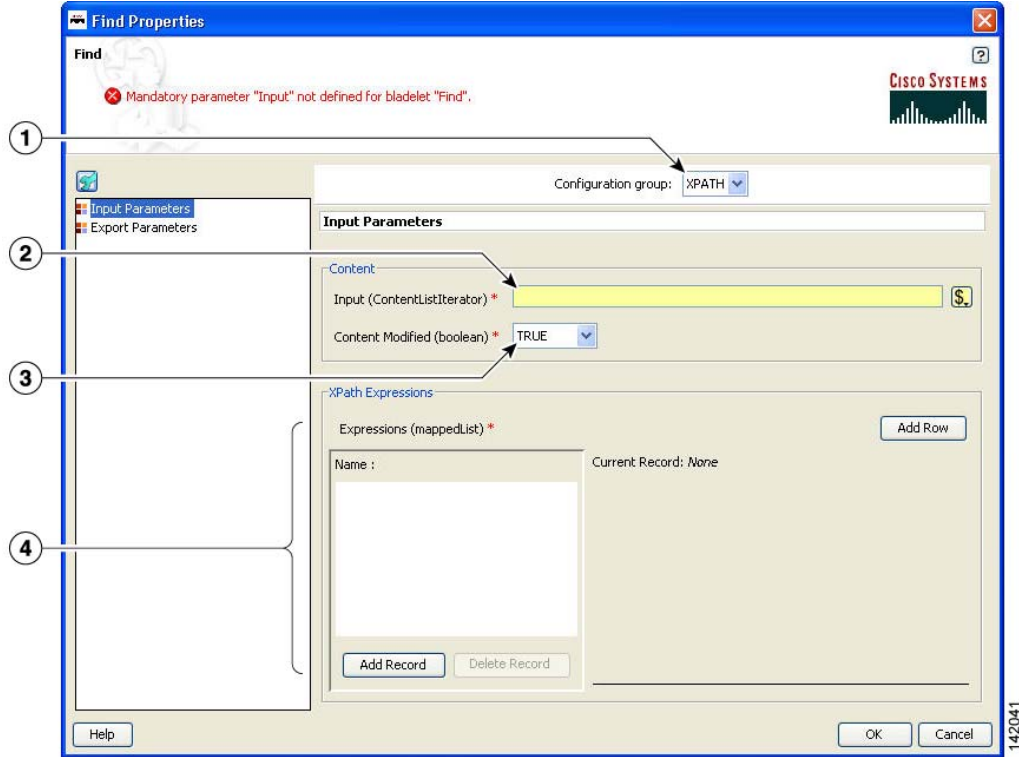 Find Properties
Find
?
CISCO SYSTEMS
Mandatory parameter "Input" not defined for bladelet "Find".
1
Configuration group: XPATH
Input Parameters
Export Parameters
Input Parameters
2
Content
Input (ContentListIterator) *
$
Content Modified (boolean) * TRUE
3
XPath Expressions
Expressions (mappedList) *
Add Row
Name :
Current Record: None
4
Add Record
Delete Record
Help
OK
Cancel
142041